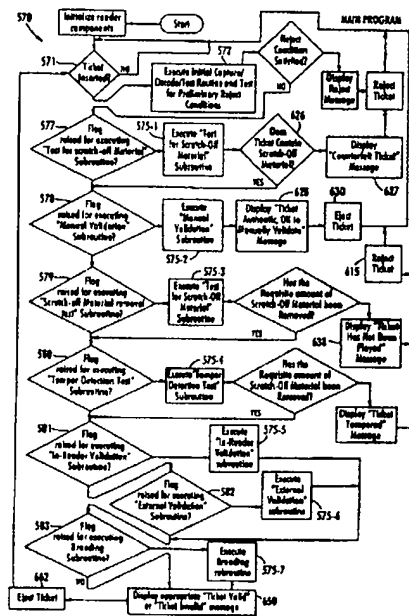 570
Initialize reader
components
Start
MAIN PROGRAM
571
Ticket
Inserted?
NO
572
Execute Initial Capture/
Decode/Test Routines and Test
for Preliminary Reject
Conditions
Reject
Condition
Satisfied?
NO
Display
Reject
Message
Eject
Ticket
577
Flag
raised for executing
"Test for scratch-off Material"
Subroutine?
575-1
Execute "Test
for Scratch-Off
Material"
Subroutine
626
Does
Ticket Contain
Scratch-Off
Material?
YES
Display
"Counterfeit Ticket"
Message
627
578
Flag
raised for executing
"Manual Validation"
Subroutine?
Execute
"Manual
Validation"
Subroutine
575-2
628
Display "Ticket
Authentic, OK to
Manually Validate"
Message
630
Eject
Ticket
615
Eject
Ticket
579
Flag
raised for executing
"Scratch-off Material removal
Test" Subroutine?
575-3
Execute
"Test for
Scratch-Off
Material"
Subroutine
Has the
Requisite amount of
Scratch-Off Material been
Removed?
YES
638
Display "Ticket
Has Not Been
Played" Message
580
Flag
raised for executing
"Tamper Detection Test"
Subroutine?
575-4
Execute "Tamper
Detection Test"
Subroutine
Has the
Requisite amount of
Scratch-Off Material been
Removed?
YES
Display "Ticket
Tampered"
Message
581
Flag
raised for executing
"In-Reader Validation"
Subroutine?
Execute
"In-Reader
Validation"
subroutine
575-5
Flag
raised for executing
"External Validation"
Subroutine?
582
Execute
"External
Validation"
subroutine
575-6
583
Flag
raised for executing
Branding
Subroutine?
NO
Execute
Branding
subroutine
575-7
662
Eject Ticket
Display appropriate "Ticket Valid"
or "Ticket Invalid" message
650